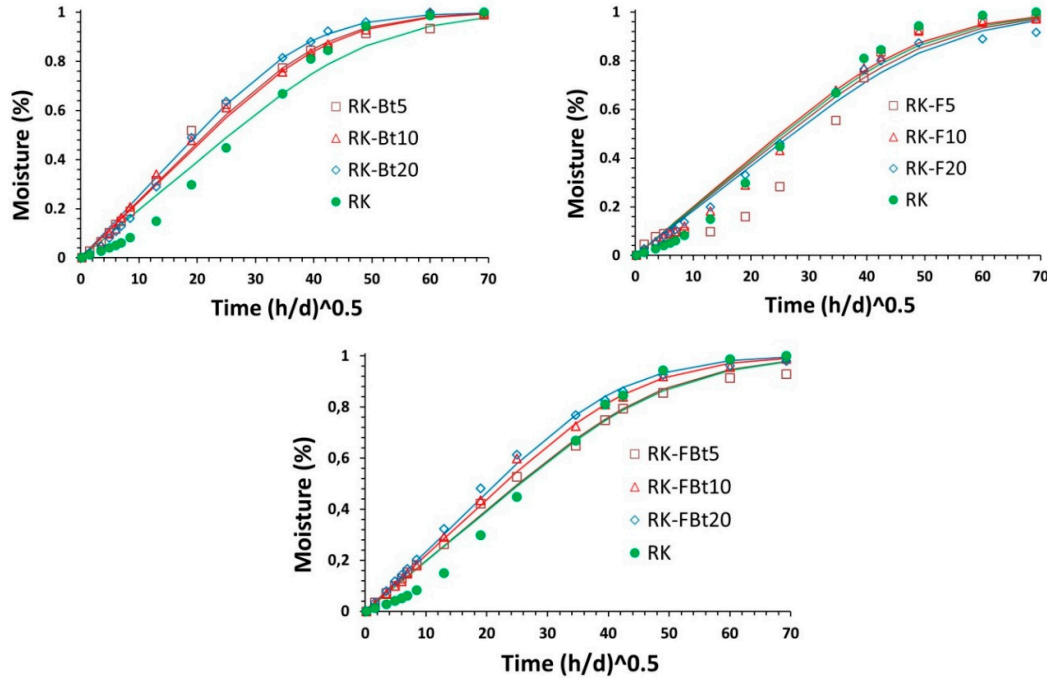 Moisture (%)
1
0.8
0.6
0.4
0.2
0
0 10 20 30 40 50 60 70
Time (h/d)^0.5
RK-Bt5
RK-Bt10
RK-Bt20
RK
Moisture (%)
1
0.8
0.6
0.4
0.2
0
0 10 20 30 40 50 60 70
Time (h/d)^0.5
RK-F5
RK-F10
RK-F20
RK
Moisture (%)
1
0,8
0,6
0,4
0,2
0
0 10 20 30 40 50 60 70
Time (h/d)^0.5
RK-FBt5
RK-FBt10
RK-FBt20
RK